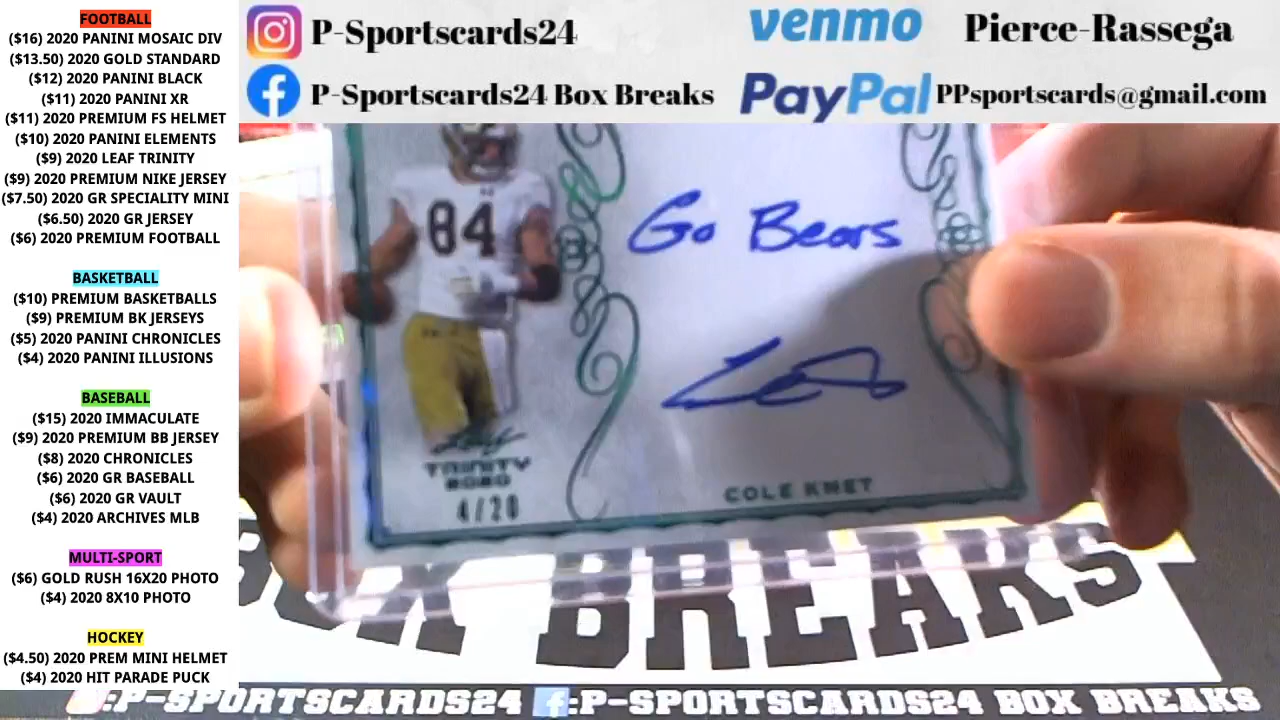 FOOTBALL
($16) 2020 PANINI MOSAIC DIV
($13.50) 2020 GOLD STANDARD
($12) 2020 PANINI BLACK
($11) 2020 PANINI XR
($11) 2020 PREMIUM FS HELMET
($10) 2020 PANINI ELEMENTS
($9) 2020 LEAF TRINITY
($9) 2020 PREMIUM NIKE JERSEY
($7.50) 2020 GR SPECIALITY MINI
($6.50) 2020 GR JERSEY
($6) 2020 PREMIUM FOOTBALL
BASKETBALL
($10) PREMIUM BASKETBALLS
($9) PREMIUM BK JERSEYS
($5) 2020 PANINI CHRONICLES
($4) 2020 PANINI ILLUSIONS
BASEBALL
($15) 2020 IMMACULATE
($9) 2020 PREMIUM BB JERSEY
($8) 2020 CHRONICLES
($6) 2020 GR BASEBALL
($6) 2020 GR VAULT
($4) 2020 ARCHIVES MLB
MULTI-SPORT
($6) GOLD RUSH 16X20 PHOTO
($4) 2020 8X10 PHOTO
HOCKEY
($4.50) 2020 PREM MINI HELMET
($4) 2020 HIT PARADE PUCK
P-Sportscards24
venmo Pierce-Rassega
P-Sportscards24 Box Breaks
PayPal PPsportscards@gmail.com
84
Go Bears
Leaf
TRINITY
2020
4/20
COLE KMET
BOX BREAKS
:P-SPORTSCARDS24 f:P-SPORTSCARDS24 BOX BREAKS